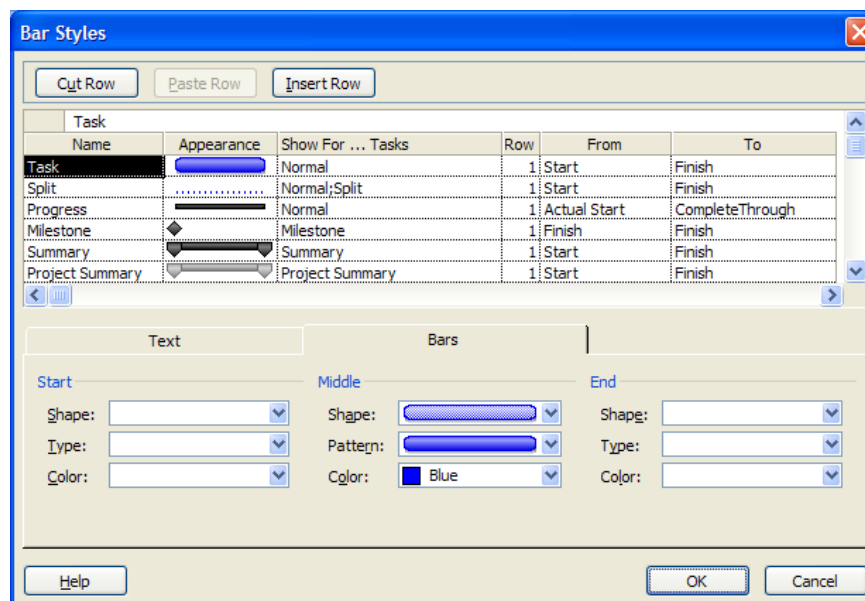 Bar Styles
Cut Row Paste Row Insert Row
Task
Name Appearance Show For ... Tasks Row From To
Task Normal 1 Start Finish
Split Normal;Split 1 Start Finish
Progress Normal 1 Actual Start CompleteThrough
Milestone Milestone 1 Finish Finish
Summary Summary 1 Start Finish
Project Summary Project Summary 1 Start Finish
Text Bars
Start Middle End
Shape: Shape: Shape:
Type: Pattern: Type:
Color: Color: Blue Color:
Help OK Cancel